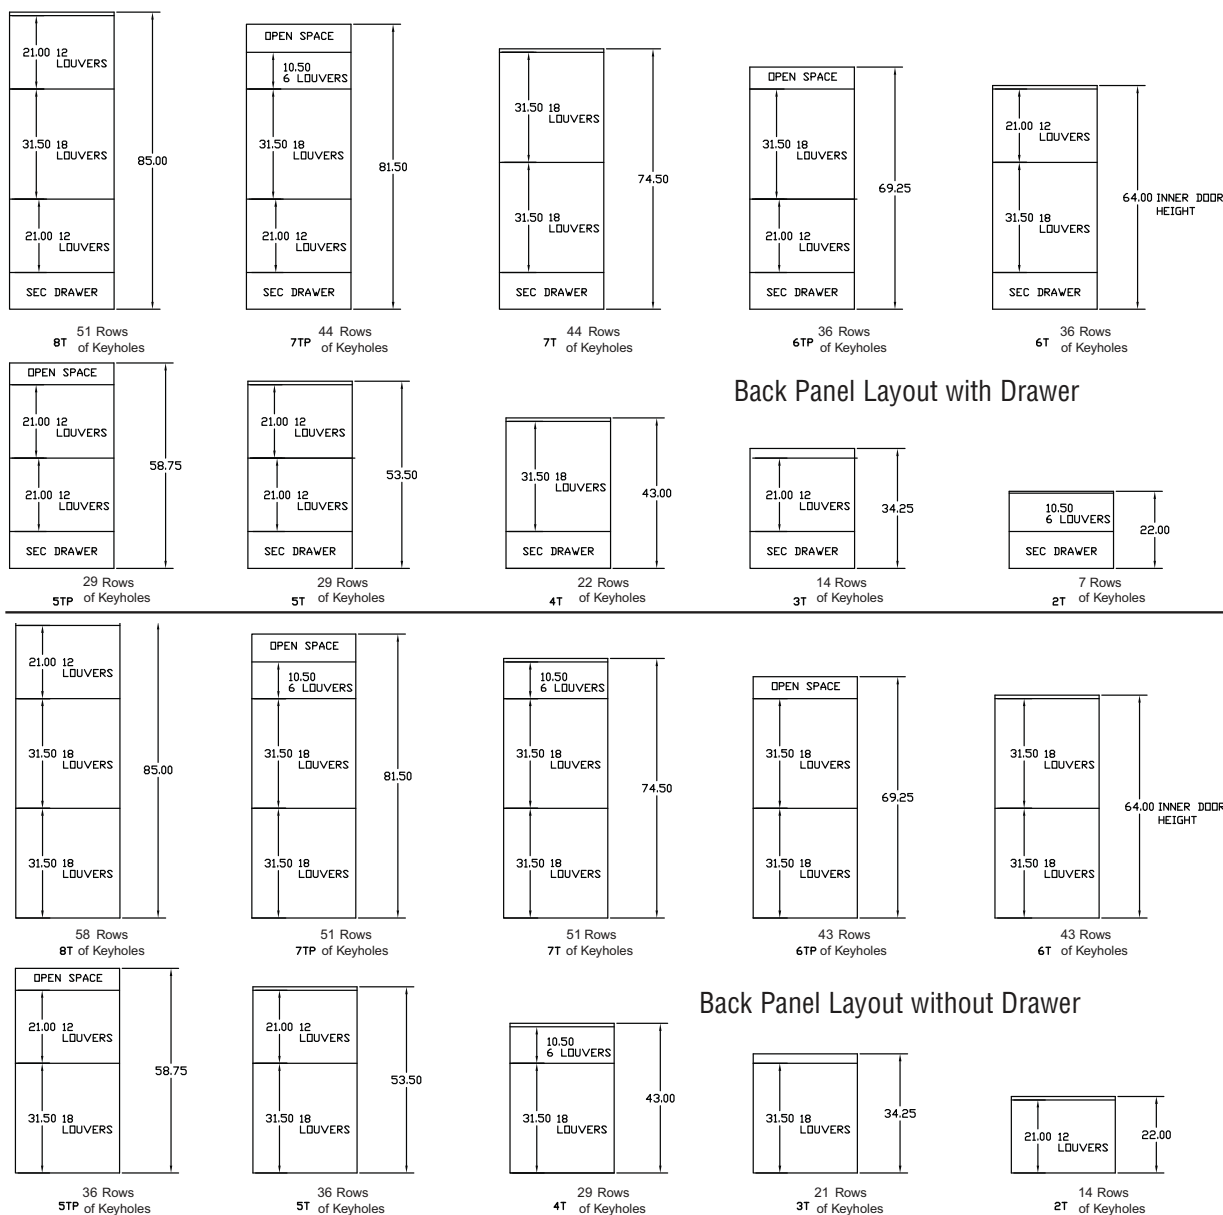 21.00 12
LOUVERS
31.50 18
LOUVERS
21.00 12
LOUVERS
SEC DRAWER
85.00
51 Rows
8T of Keyholes
OPEN SPACE
10.50
6 LOUVERS
31.50 18
LOUVERS
21.00 12
LOUVERS
SEC DRAWER
81.50
44 Rows
7TP of Keyholes
31.50 18
LOUVERS
31.50 18
LOUVERS
SEC DRAWER
74.50
44 Rows
7T of Keyholes
OPEN SPACE
31.50 18
LOUVERS
21.00 12
LOUVERS
SEC DRAWER
69.25
36 Rows
6TP of Keyholes
21.00 12
LOUVERS
31.50 18
LOUVERS
SEC DRAWER
64.00 INNER DOOR
HEIGHT
36 Rows
6T of Keyholes
Back Panel Layout with Drawer
OPEN SPACE
21.00 12
LOUVERS
21.00 12
LOUVERS
SEC DRAWER
58.75
29 Rows
5TP of Keyholes
21.00 12
LOUVERS
21.00 12
LOUVERS
SEC DRAWER
53.50
29 Rows
5T of Keyholes
31.50 18
LOUVERS
SEC DRAWER
43.00
22 Rows
4T of Keyholes
21.00 12
LOUVERS
SEC DRAWER
34.25
14 Rows
3T of Keyholes
10.50
6 LOUVERS
SEC DRAWER
22.00
7 Rows
2T of Keyholes
21.00 12
LOUVERS
31.50 18
LOUVERS
31.50 18
LOUVERS
85.00
58 Rows
8T of Keyholes
OPEN SPACE
10.50
6 LOUVERS
31.50 18
LOUVERS
31.50 18
LOUVERS
81.50
51 Rows
7TP of Keyholes
10.50
6 LOUVERS
31.50 18
LOUVERS
31.50 18
LOUVERS
74.50
51 Rows
7T of Keyholes
OPEN SPACE
31.50 18
LOUVERS
31.50 18
LOUVERS
69.25
43 Rows
6TP of Keyholes
31.50 18
LOUVERS
31.50 18
LOUVERS
64.00 INNER DOOR
HEIGHT
43 Rows
6T of Keyholes
Back Panel Layout without Drawer
OPEN SPACE
21.00 12
LOUVERS
31.50 18
LOUVERS
58.75
36 Rows
5TP of Keyholes
21.00 12
LOUVERS
31.50 18
LOUVERS
53.50
36 Rows
5T of Keyholes
10.50
6 LOUVERS
31.50 18
LOUVERS
43.00
29 Rows
4T of Keyholes
31.50 18
LOUVERS
34.25
21 Rows
3T of Keyholes
21.00 12
LOUVERS
22.00
14 Rows
2T of Keyholes